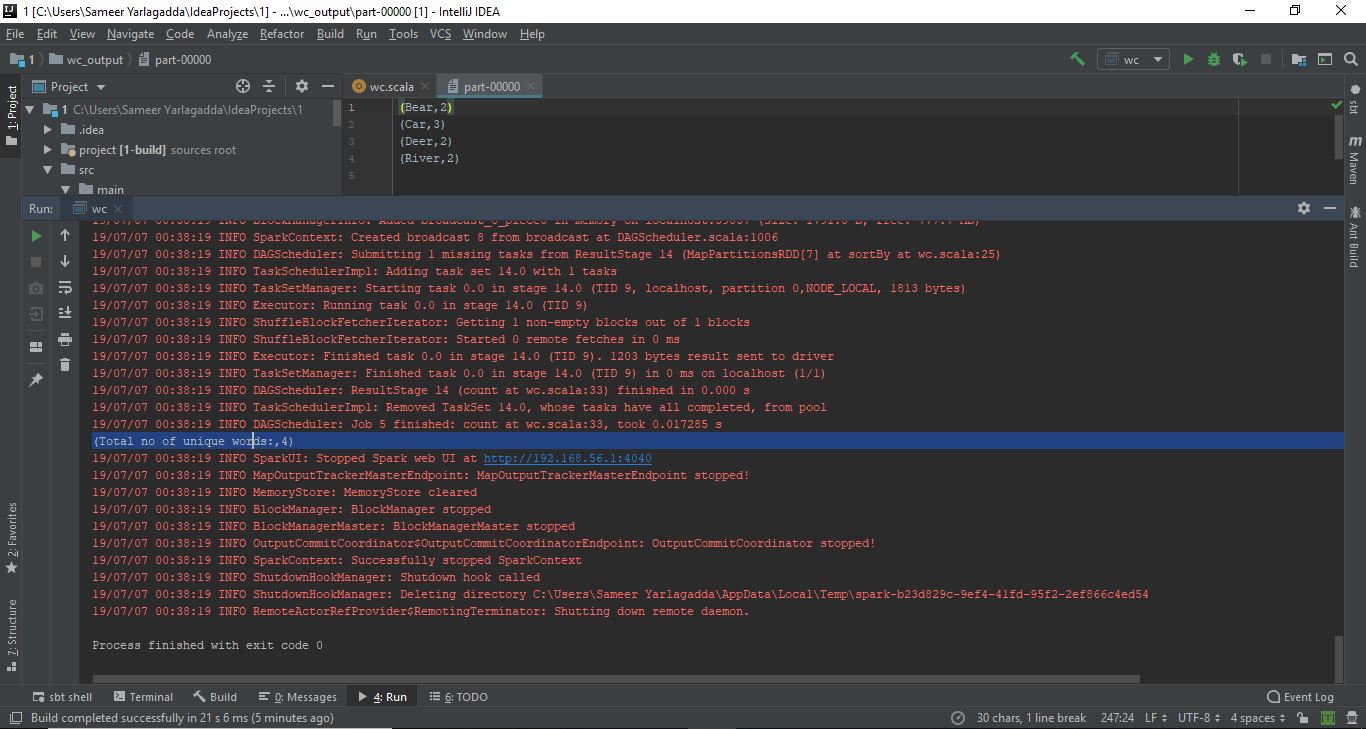 1 [C:\Users\Sameer Yarlagadda\IdeaProjects\1] - ...\wc_output\part-00000 [1] - IntelliJ IDEA
File Edit View Navigate Code Analyze Refactor Build Run Tools VCS Window Help
1 wc_output part-00000 wc
Project wc.scala part-00000
1: Project
1 C:\Users\Sameer Yarlagadda\IdeaProjects\1
.idea
project [1-build] sources root
src
main
1 (Bear,2)
2 (Car,3)
3 (Deer,2)
4 (River,2)
5
sbt
Maven
Ant Build
Run: wc
19/07/07 00:38:19 INFO SparkContext: Created broadcast 8 from broadcast at DAGScheduler.scala:1006
19/07/07 00:38:19 INFO DAGScheduler: Submitting 1 missing tasks from ResultStage 14 (MapPartitionsRDD[7] at sortBy at wc.scala:25)
19/07/07 00:38:19 INFO TaskSchedulerImpl: Adding task set 14.0 with 1 tasks
19/07/07 00:38:19 INFO TaskSetManager: Starting task 0.0 in stage 14.0 (TID 9, localhost, partition 0,NODE_LOCAL, 1813 bytes)
19/07/07 00:38:19 INFO Executor: Running task 0.0 in stage 14.0 (TID 9)
19/07/07 00:38:19 INFO ShuffleBlockFetcherIterator: Getting 1 non-empty blocks out of 1 blocks
19/07/07 00:38:19 INFO ShuffleBlockFetcherIterator: Started 0 remote fetches in 0 ms
19/07/07 00:38:19 INFO Executor: Finished task 0.0 in stage 14.0 (TID 9). 1203 bytes result sent to driver
19/07/07 00:38:19 INFO TaskSetManager: Finished task 0.0 in stage 14.0 (TID 9) in 0 ms on localhost (1/1)
19/07/07 00:38:19 INFO DAGScheduler: ResultStage 14 (count at wc.scala:33) finished in 0.000 s
19/07/07 00:38:19 INFO TaskSchedulerImpl: Removed TaskSet 14.0, whose tasks have all completed, from pool
19/07/07 00:38:19 INFO DAGScheduler: Job 5 finished: count at wc.scala:33, took 0.017285 s
(Total no of unique words:,4)
19/07/07 00:38:19 INFO SparkUI: Stopped Spark web UI at http://192.168.56.1:4040
19/07/07 00:38:19 INFO MapOutputTrackerMasterEndpoint: MapOutputTrackerMasterEndpoint stopped!
19/07/07 00:38:19 INFO MemoryStore: MemoryStore cleared
19/07/07 00:38:19 INFO BlockManager: BlockManager stopped
19/07/07 00:38:19 INFO BlockManagerMaster: BlockManagerMaster stopped
19/07/07 00:38:19 INFO OutputCommitCoordinator$OutputCommitCoordinatorEndpoint: OutputCommitCoordinator stopped!
19/07/07 00:38:19 INFO SparkContext: Successfully stopped SparkContext
19/07/07 00:38:19 INFO ShutdownHookManager: Shutdown hook called
19/07/07 00:38:19 INFO ShutdownHookManager: Deleting directory C:\Users\Sameer Yarlagadda\AppData\Local\Temp\spark-b23d829c-9ef4-41fd-95f2-2ef866c4ed54
19/07/07 00:38:19 INFO RemoteActorRefProvider$RemotingTerminator: Shutting down remote daemon.
Process finished with exit code 0
2: Favorites
7: Structure
sbt shell Terminal Build 0: Messages 4: Run 6: TODO Event Log
Build completed successfully in 21 s 6 ms (5 minutes ago) 30 chars, 1 line break 247:24 LF UTF-8 4 spaces